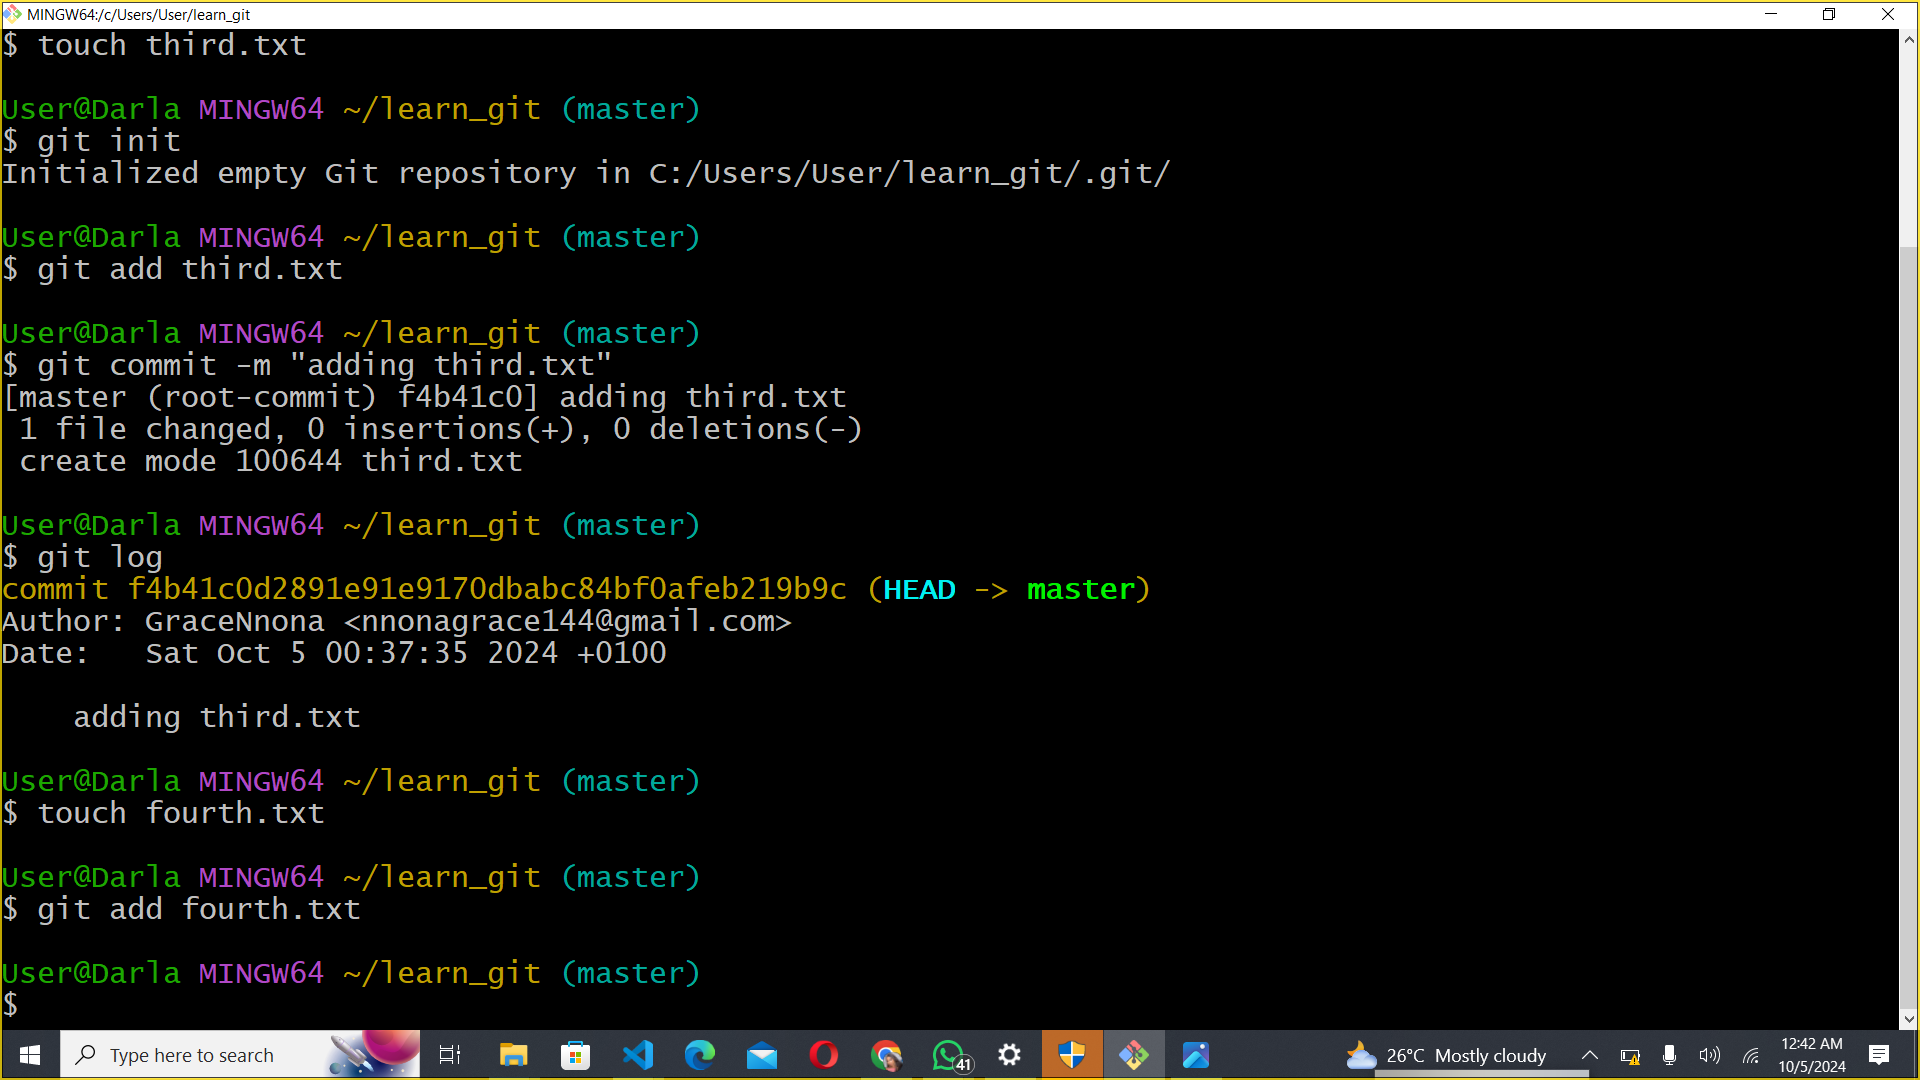 MINGW64:/c/Users/User/learn_git
$ touch third.txt
User@Darla MINGW64 ~/learn_git (master)
$ git init
Initialized empty Git repository in C:/Users/User/learn_git/.git/
User@Darla MINGW64 ~/learn_git (master)
$ git add third.txt
User@Darla MINGW64 ~/learn_git (master)
$ git commit -m "adding third.txt"
[master (root-commit) f4b41c0] adding third.txt
 1 file changed, 0 insertions(+), 0 deletions(-)
 create mode 100644 third.txt
User@Darla MINGW64 ~/learn_git (master)
$ git log
commit f4b41c0d2891e91e9170dbabc84bf0afeb219b9c (HEAD -> master)
Author: GraceNnona <nnonagrace144@gmail.com>
Date:   Sat Oct 5 00:37:35 2024 +0100
    adding third.txt
User@Darla MINGW64 ~/learn_git (master)
$ touch fourth.txt
User@Darla MINGW64 ~/learn_git (master)
$ git add fourth.txt
User@Darla MINGW64 ~/learn_git (master)
$
Type here to search
41
26°C Mostly cloudy
12:42 AM
10/5/2024